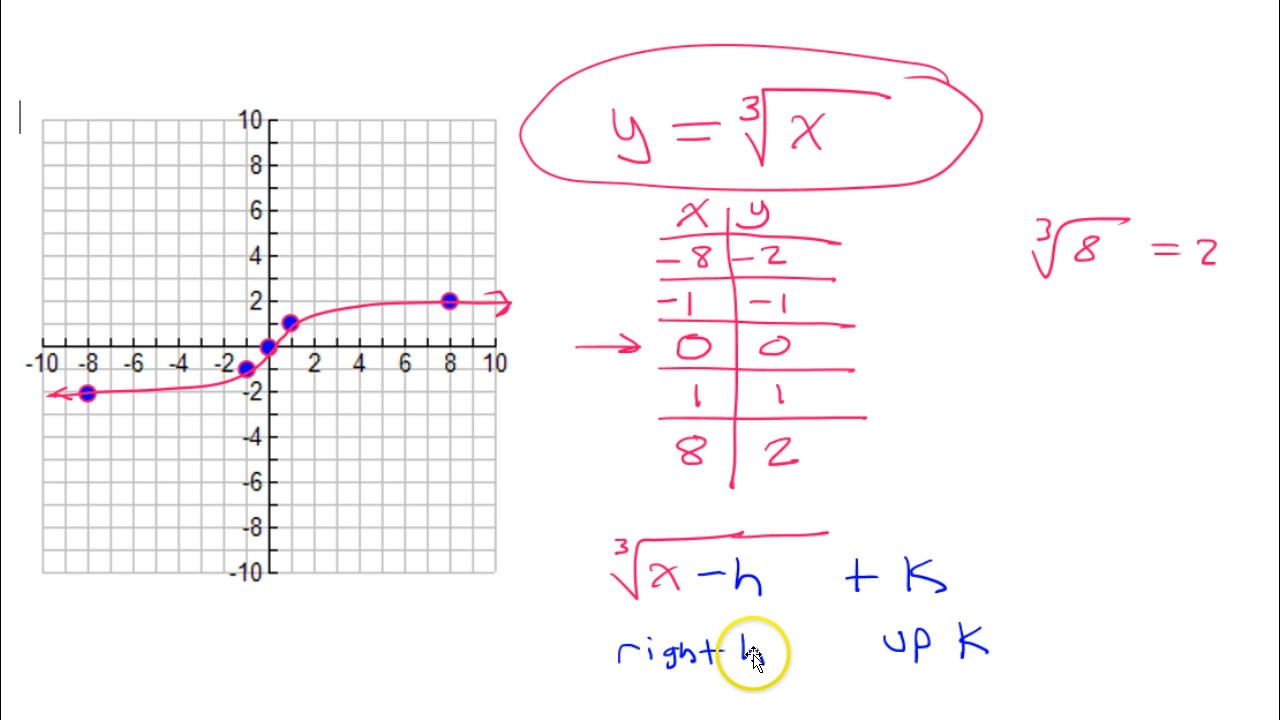 y = ∛x
x | y
-8 | -2
-1 | -1
→ 0 | 0
1 | 1
8 | 2
∛8 = 2
10
8
6
4
2
-10 -8 -6 -4 -2 2 4 6 8 10
-2
-4
-6
-8
-10
∛x - h + K
right h up K